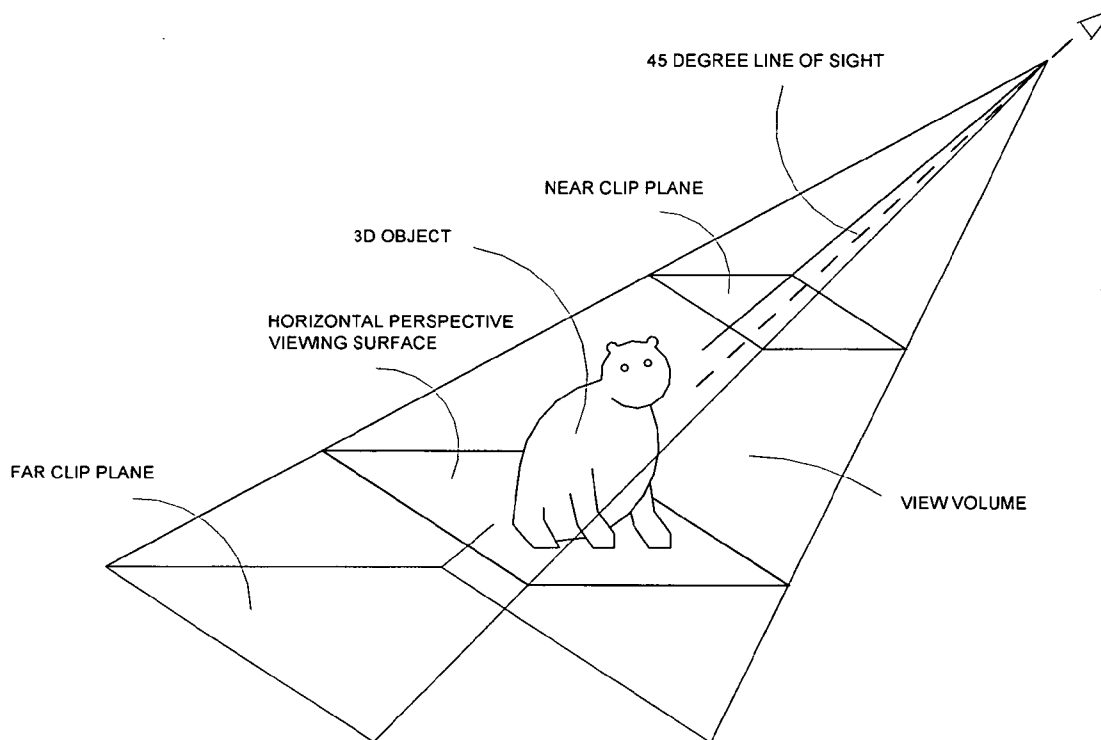 45 DEGREE LINE OF SIGHT
NEAR CLIP PLANE
3D OBJECT
HORIZONTAL PERSPECTIVE
VIEWING SURFACE
FAR CLIP PLANE
VIEW VOLUME